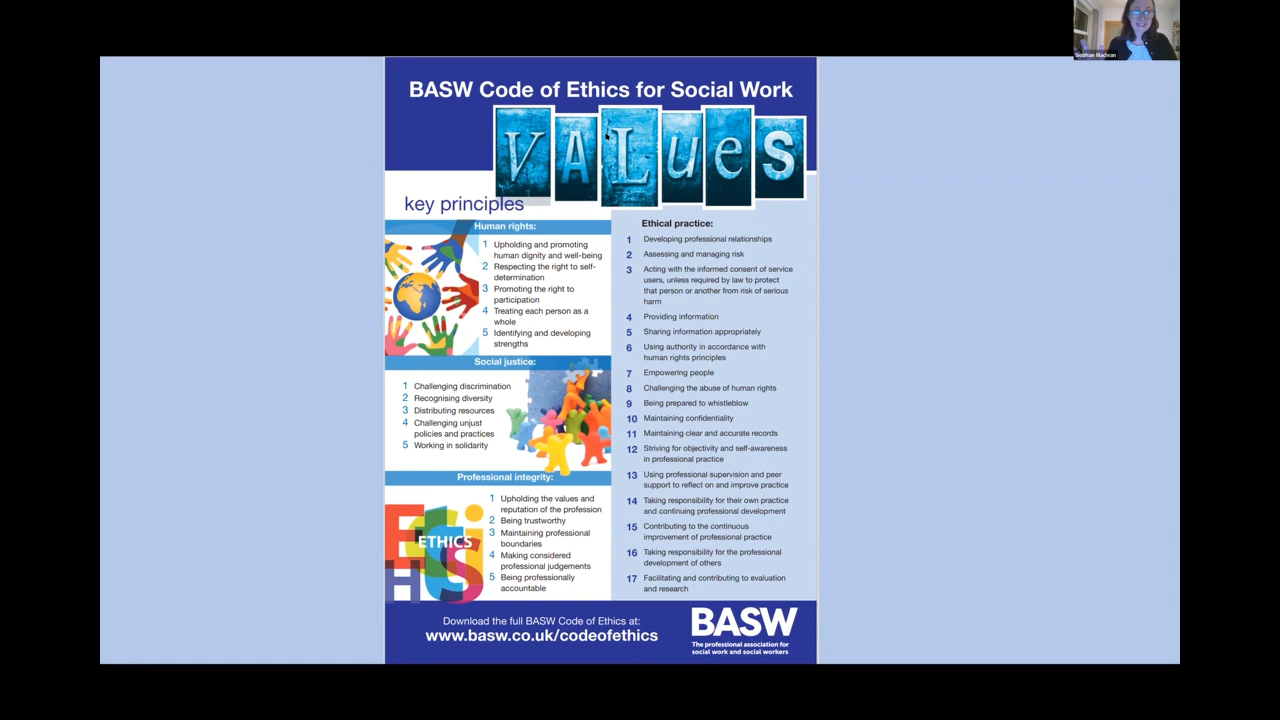 Siobhan Maclean
BASW Code of Ethics for Social Work
VALUES
key principles
Human rights:
1 Upholding and promoting
human dignity and well-being
2 Respecting the right to self-
determination
3 Promoting the right to
participation
4 Treating each person as a
whole
5 Identifying and developing
strengths
Social justice:
1 Challenging discrimination
2 Recognising diversity
3 Distributing resources
4 Challenging unjust
policies and practices
5 Working in solidarity
Professional integrity:
ETHICS
1 Upholding the values and
reputation of the profession
2 Being trustworthy
3 Maintaining professional
boundaries
4 Making considered
professional judgements
5 Being professionally
accountable
Ethical practice:
1 Developing professional relationships
2 Assessing and managing risk
3 Acting with the informed consent of service
users, unless required by law to protect
that person or another from risk of serious
harm
4 Providing information
5 Sharing information appropriately
6 Using authority in accordance with
human rights principles
7 Empowering people
8 Challenging the abuse of human rights
9 Being prepared to whistleblow
10 Maintaining confidentiality
11 Maintaining clear and accurate records
12 Striving for objectivity and self-awareness
in professional practice
13 Using professional supervision and peer
support to reflect on and improve practice
14 Taking responsibility for their own practice
and continuing professional development
15 Contributing to the continuous
improvement of professional practice
16 Taking responsibility for the professional
development of others
17 Facilitating and contributing to evaluation
and research
Download the full BASW Code of Ethics at:
www.basw.co.uk/codeofethics
BASW
The professional association for
social work and social workers